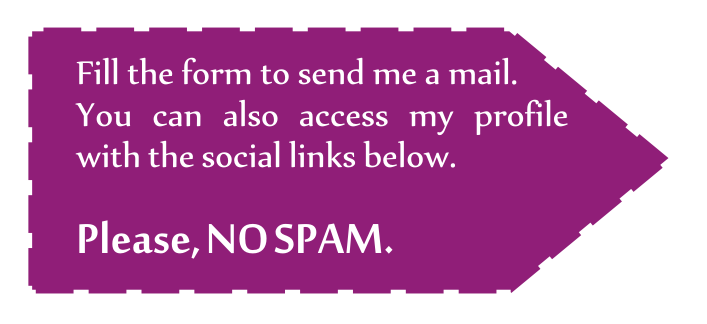 Fill the form to send me a mail.
You can also access my profile
with the social links below.
Please, NO SPAM.